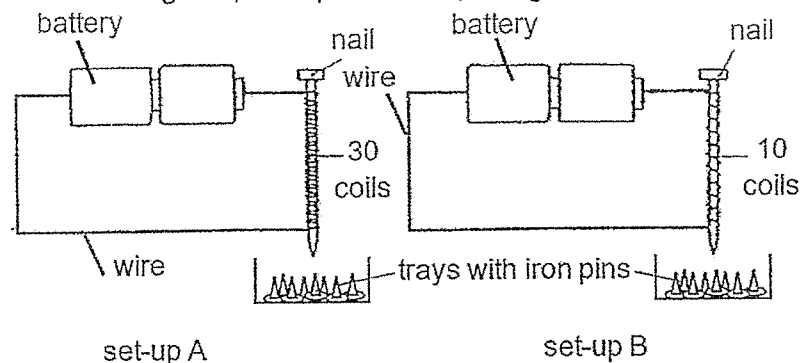 battery
nail
wire
30
coils
wire
set-up A
battery
nail
10
coils
trays with iron pins
set-up B